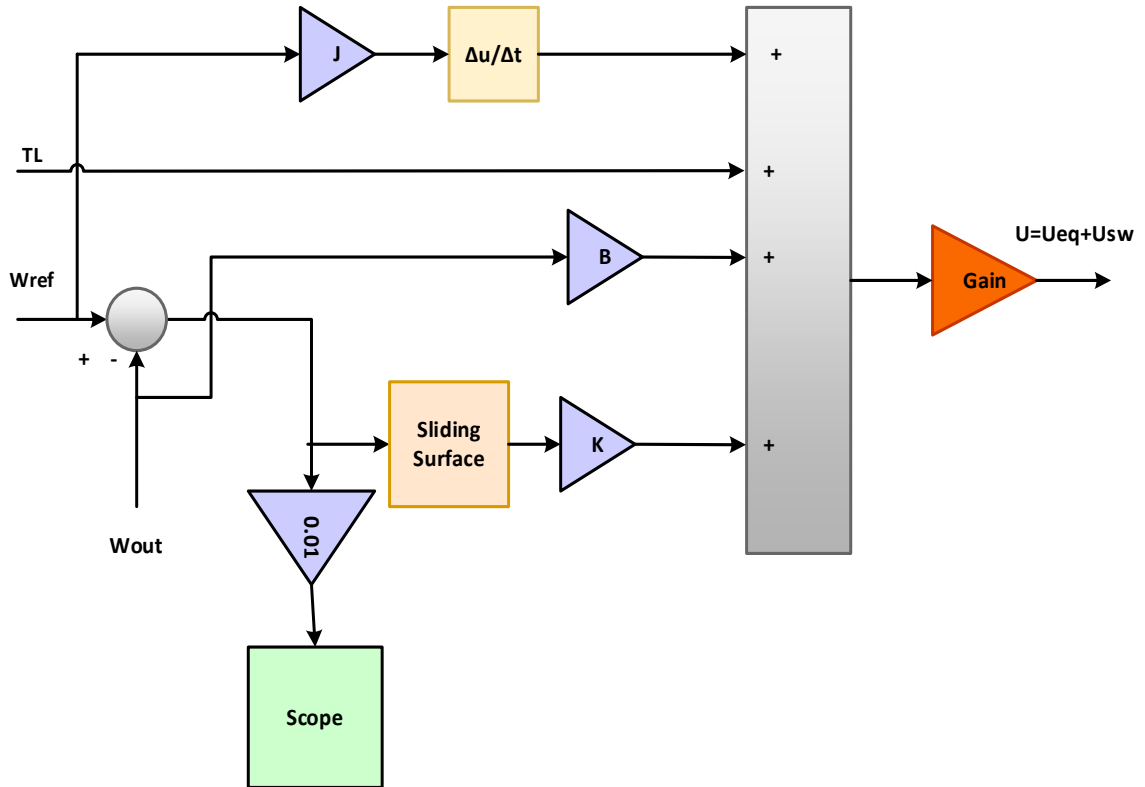 J
Δu/Δt
+
TL
+
B
+
U=Ueq+Usw
Wref
Gain
+ -
Sliding
Surface
K
+
0.01
Wout
Scope